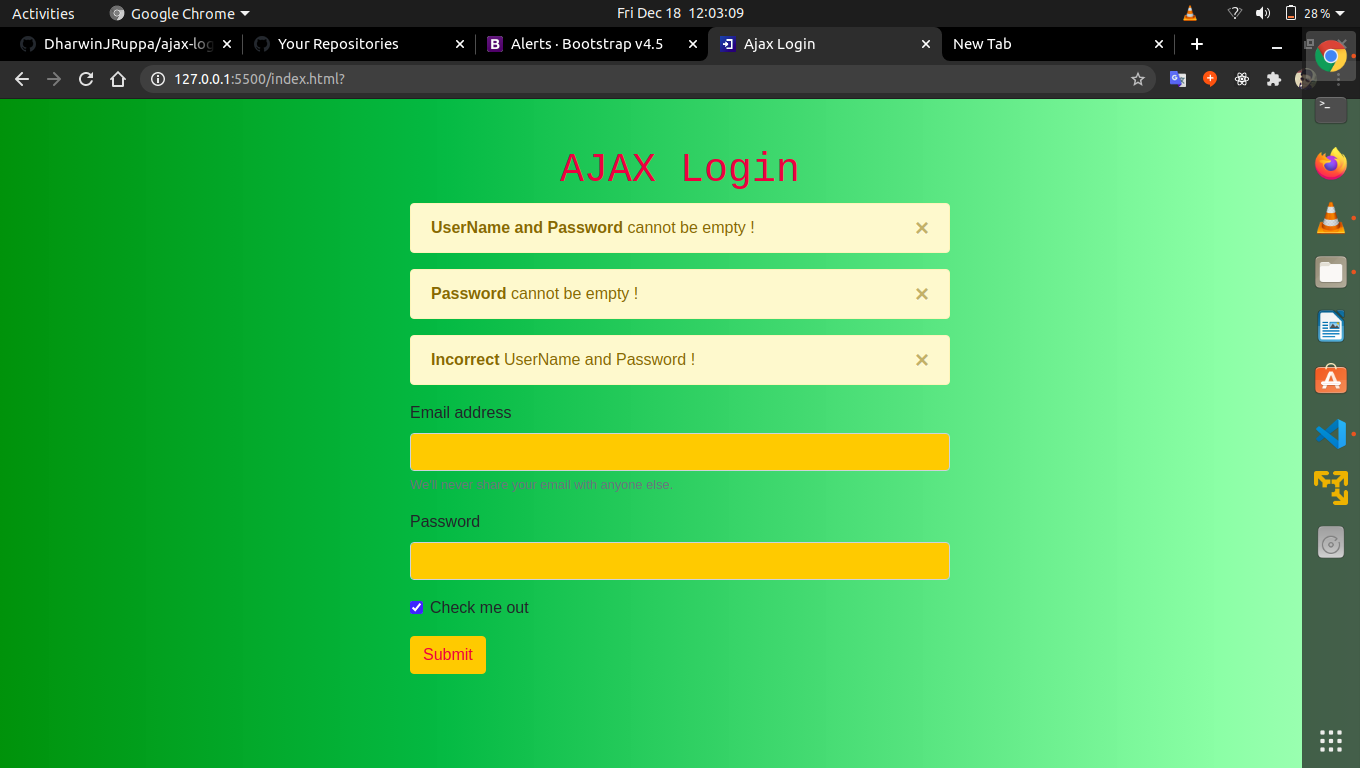 Activities Google Chrome Fri Dec 18 12:03:09 28 %
DharwinJRuppa/ajax-log Your Repositories Alerts · Bootstrap v4.5 Ajax Login New Tab
127.0.0.1:5500/index.html?
AJAX Login
UserName and Password cannot be empty !
Password cannot be empty !
Incorrect UserName and Password !
Email address
We'll never share your email with anyone else.
Password
Check me out
Submit